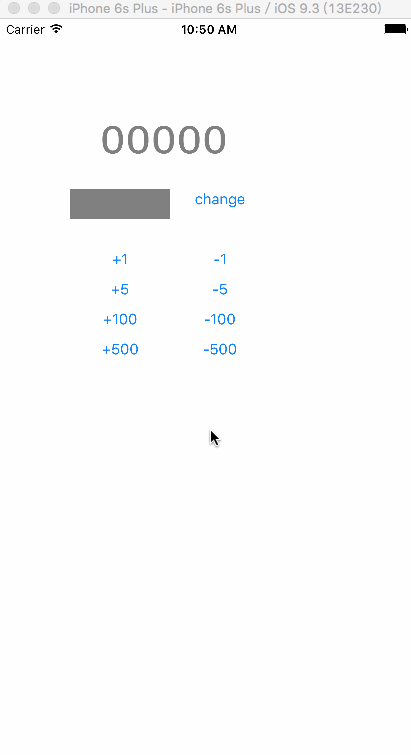 iPhone 6s Plus - iPhone 6s Plus / iOS 9.3 (13E230)
Carrier 10:50 AM
00000
change
+1 -1
+5 -5
+100 -100
+500 -500